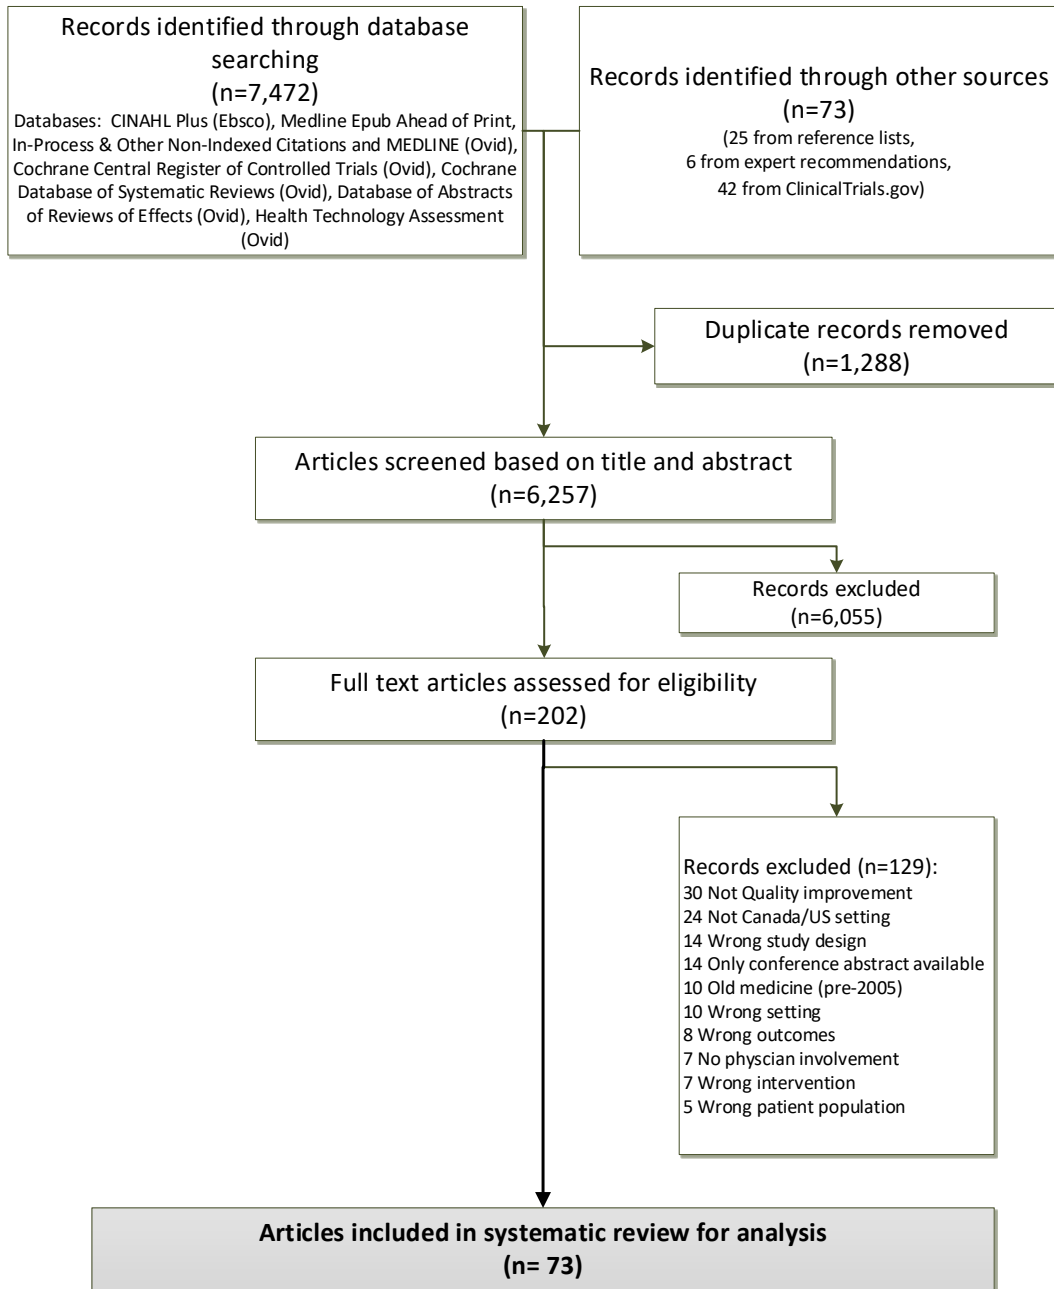 Records identified through database
searching
(n=7,472)
Databases: CINAHL Plus (Ebsco), Medline Epub Ahead of Print,
In-Process & Other Non-Indexed Citations and MEDLINE (Ovid),
Cochrane Central Register of Controlled Trials (Ovid), Cochrane
Database of Systematic Reviews (Ovid), Database of Abstracts
of Reviews of Effects (Ovid), Health Technology Assessment
(Ovid)
Records identified through other sources
(n=73)
(25 from reference lists,
6 from expert recommendations,
42 from ClinicalTrials.gov)
Duplicate records removed
(n=1,288)
Articles screened based on title and abstract
(n=6,257)
Records excluded
(n=6,055)
Full text articles assessed for eligibility
(n=202)
Records excluded (n=129):
30 Not Quality improvement
24 Not Canada/US setting
14 Wrong study design
14 Only conference abstract available
10 Old medicine (pre-2005)
10 Wrong setting
8 Wrong outcomes
7 No physcian involvement
7 Wrong intervention
5 Wrong patient population
Articles included in systematic review for analysis
(n= 73)